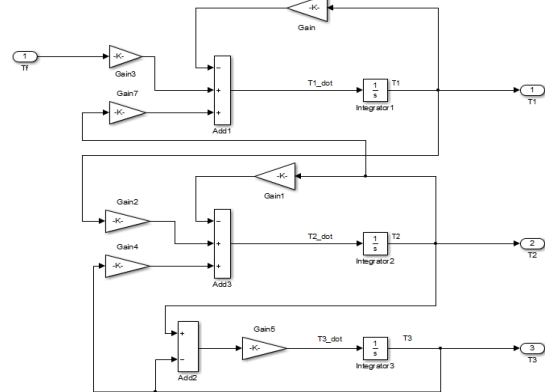 -K-
Gain
1
Tf
-K-
Gain3
-
+
+
Add1
T1_dot
1
s
Integrator1
T1
1
T1
Gain7
-K-
-K-
Gain1
Gain2
-K-
Gain4
-K-
-
+
+
Add3
T2_dot
1
s
Integrator2
T2
2
T2
+
-
Add2
Gain5
-K-
T3_dot
1
s
Integrator3
T3
3
T3